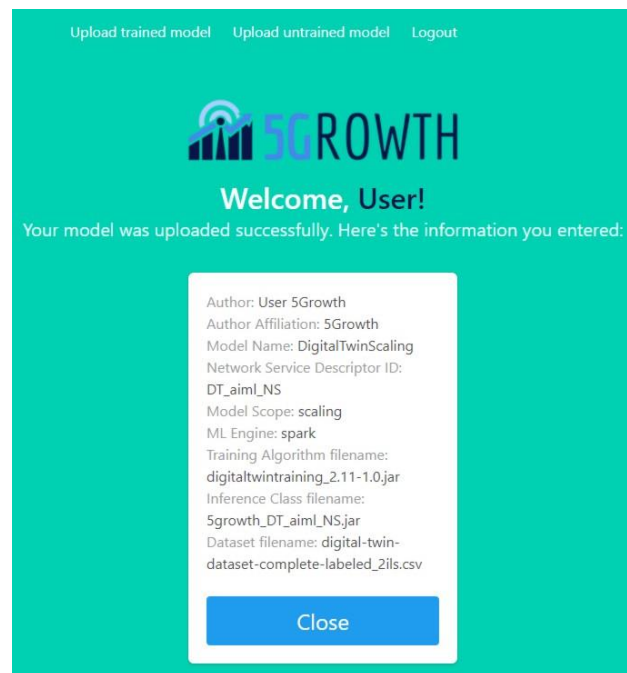 Upload trained model Upload untrained model Logout
5GROWTH
Welcome, User!
Your model was uploaded successfully. Here's the information you entered:
Author: User 5Growth
Author Affiliation: 5Growth
Model Name: DigitalTwinScaling
Network Service Descriptor ID:
DT_aiml_NS
Model Scope: scaling
ML Engine: spark
Training Algorithm filename:
digitaltwintraining_2.11-1.0.jar
Inference Class filename:
5growth_DT_aiml_NS.jar
Dataset filename: digital-twin-
dataset-complete-labeled_2ils.csv
Close